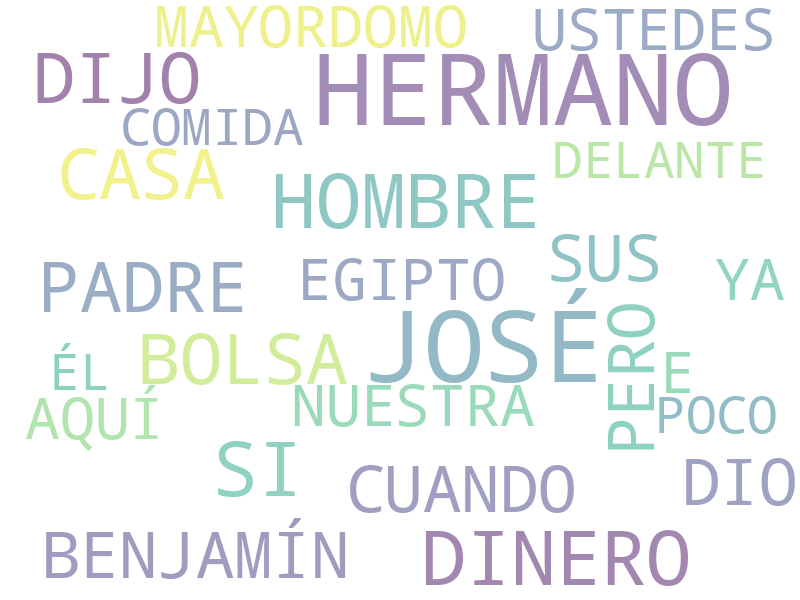 MAYORDOMO
USTEDES
DIJO
HERMANO
COMIDA
CASA
DELANTE
HOMBRE
SUS
PADRE
EGIPTO
YA
JOSÉ
PERO
BOLSA
ÉL
E
NUESTRA
AQUÍ
POCO
SI
CUANDO
DIO
BENJAMÍN
DINERO